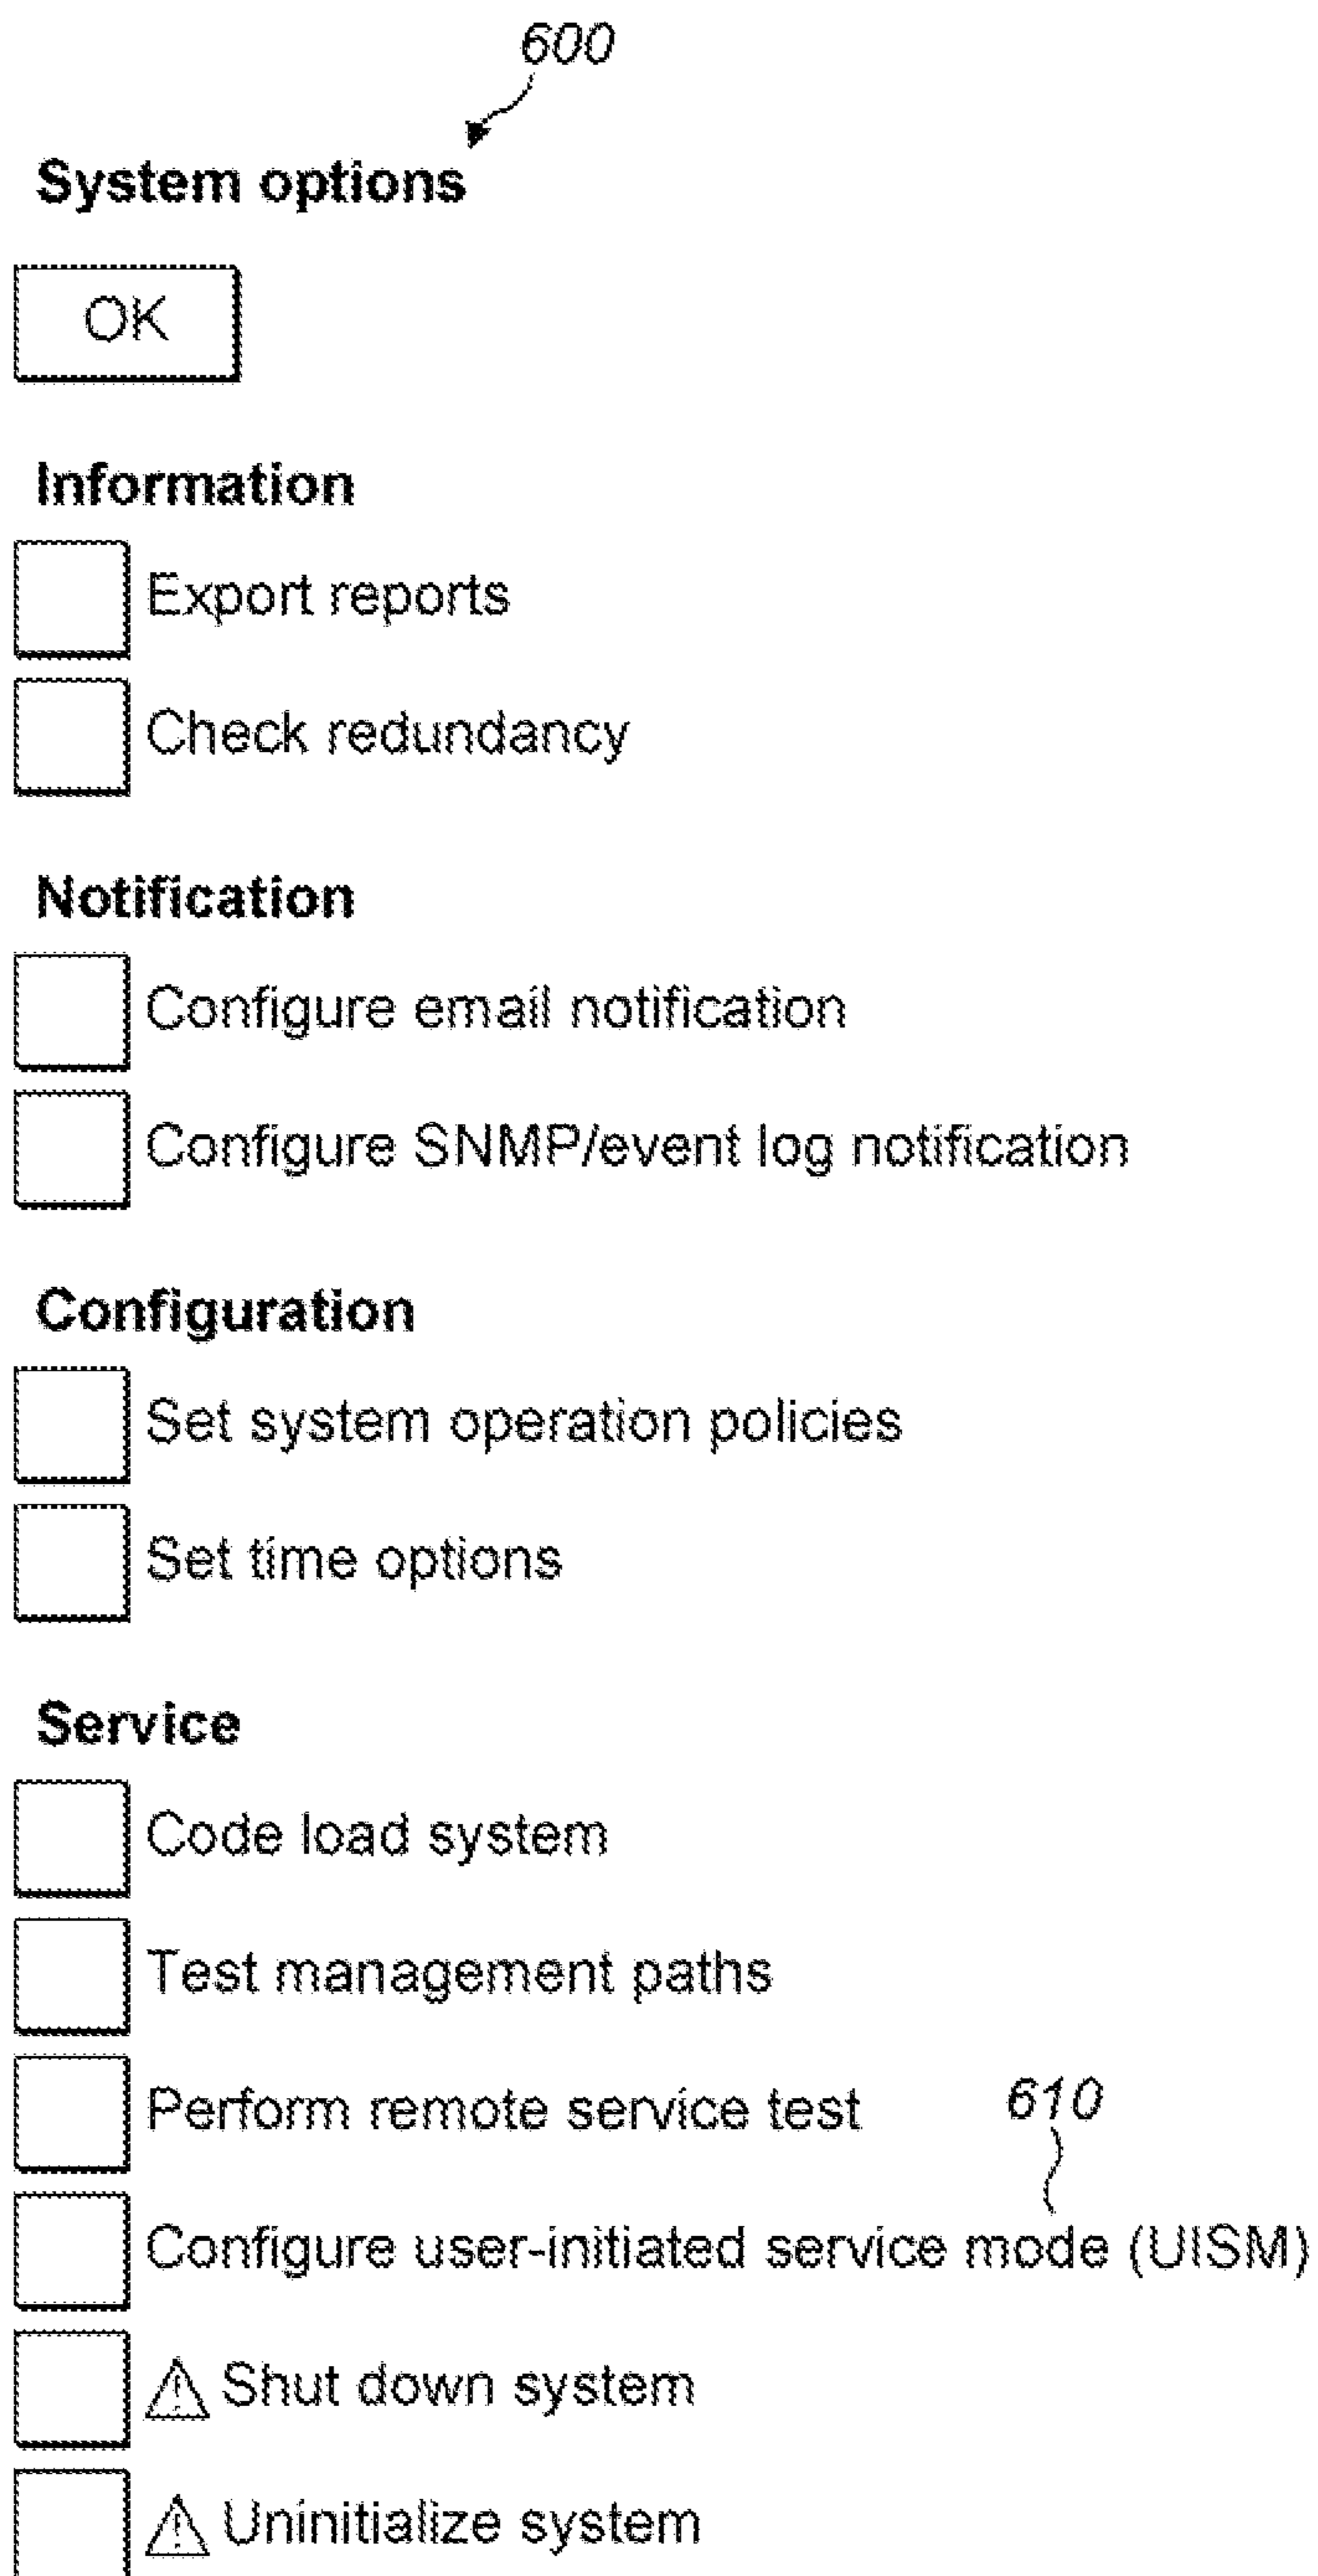 600
System options
OK
Information
Export reports
Check redundancy
Notification
Configure email notification
Configure SNMP/event log notification
Configuration
Set system operation policies
Set time options
Service
Code load system
Test management paths
Perform remote service test
610
Configure user-initiated service mode (UISM)
Shut down system
Uninitialize system